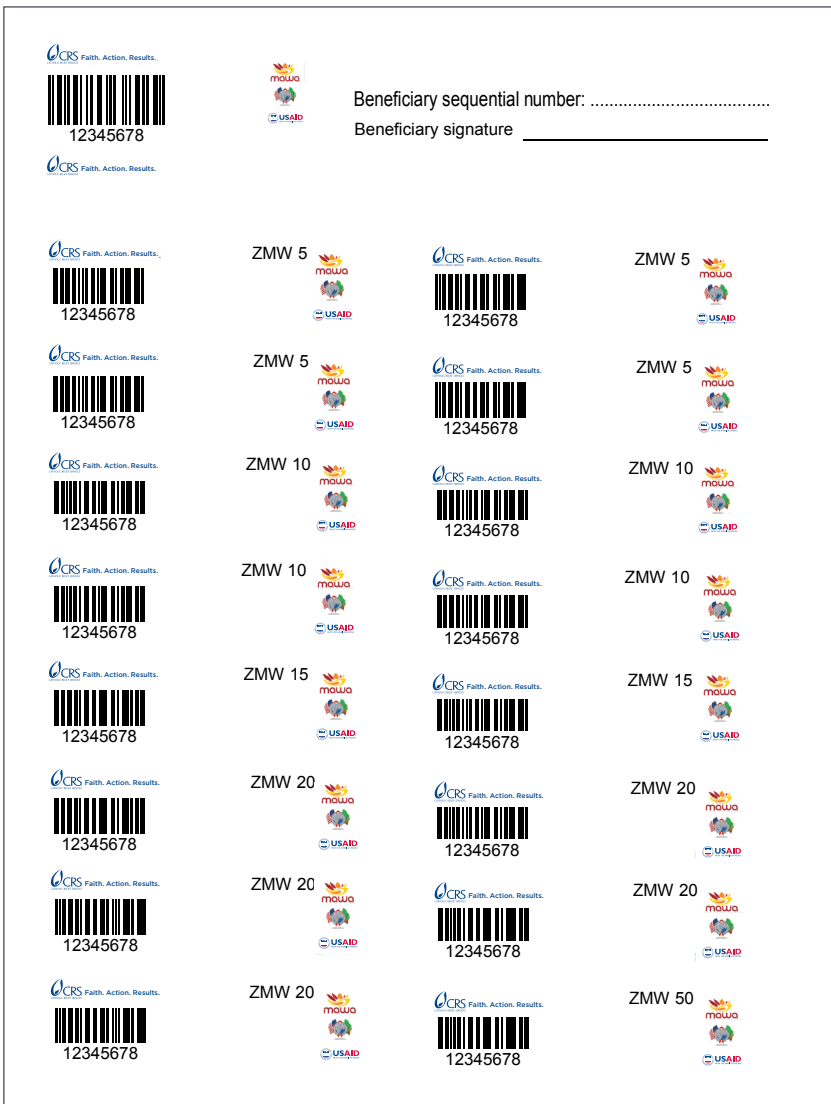 CRS Faith. Action. Results.
mawa
12345678
USAID
Beneficiary sequential number: ......................................
Beneficiary signature
CRS Faith. Action. Results.
CRS Faith. Action. Results.
ZMW 5
mawa
USAID
12345678
CRS Faith. Action. Results.
ZMW 5
mawa
USAID
12345678
CRS Faith. Action. Results.
ZMW 5
mawa
USAID
12345678
CRS Faith. Action. Results.
ZMW 5
mawa
USAID
12345678
CRS Faith. Action. Results.
ZMW 10
mawa
USAID
12345678
CRS Faith. Action. Results.
ZMW 10
mawa
USAID
12345678
CRS Faith. Action. Results.
ZMW 10
mawa
USAID
12345678
CRS Faith. Action. Results.
ZMW 10
mawa
USAID
12345678
CRS Faith. Action. Results.
ZMW 15
mawa
USAID
12345678
CRS Faith. Action. Results.
ZMW 15
mawa
USAID
12345678
CRS Faith. Action. Results.
ZMW 20
mawa
USAID
12345678
CRS Faith. Action. Results.
ZMW 20
mawa
USAID
12345678
CRS Faith. Action. Results.
ZMW 20
mawa
USAID
12345678
CRS Faith. Action. Results.
ZMW 20
mawa
USAID
12345678
CRS Faith. Action. Results.
ZMW 20
mawa
USAID
12345678
CRS Faith. Action. Results.
ZMW 50
mawa
USAID
12345678